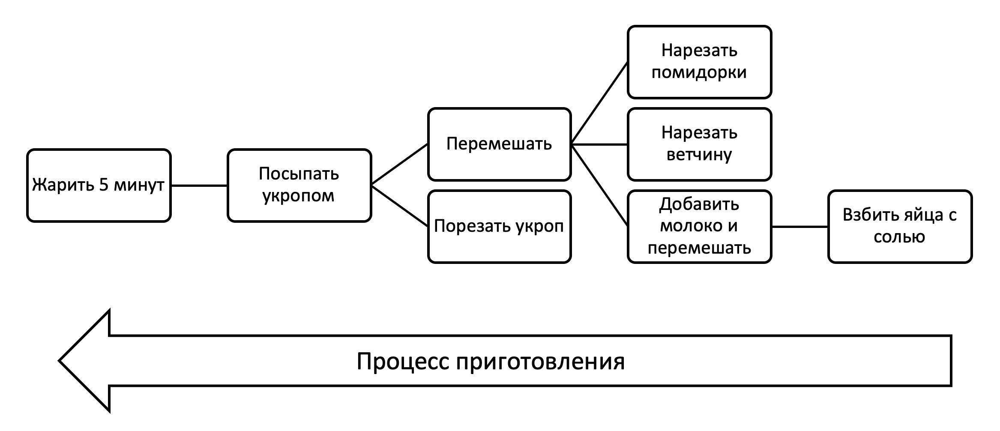 Нарезать
помидорки
Перемешать
Нарезать
ветчину
Жарить 5 минут
Посыпать
укропом
Порезать укроп
Добавить
молоко и
перемешать
Взбить яйца с
солью
Процесс приготовления